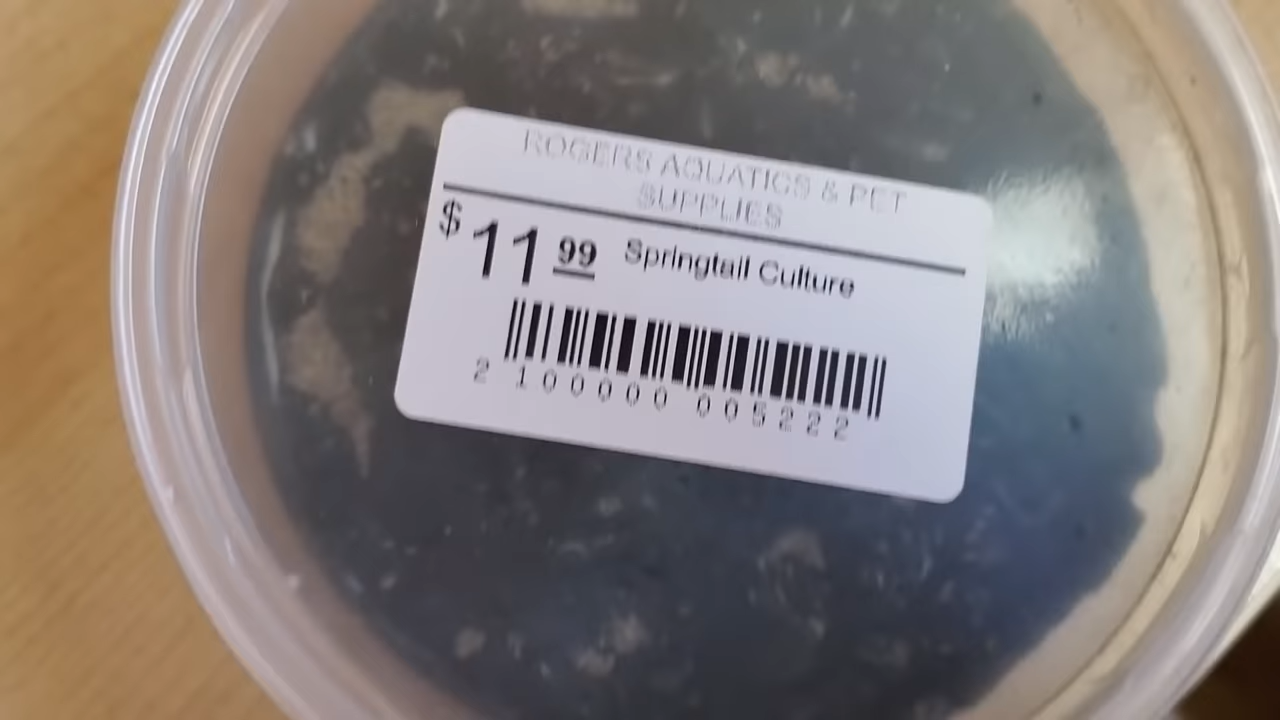 ROGERS AQUATICS & PET
SUPPLIES
$11 99 Springtail Culture
2 100000 005222